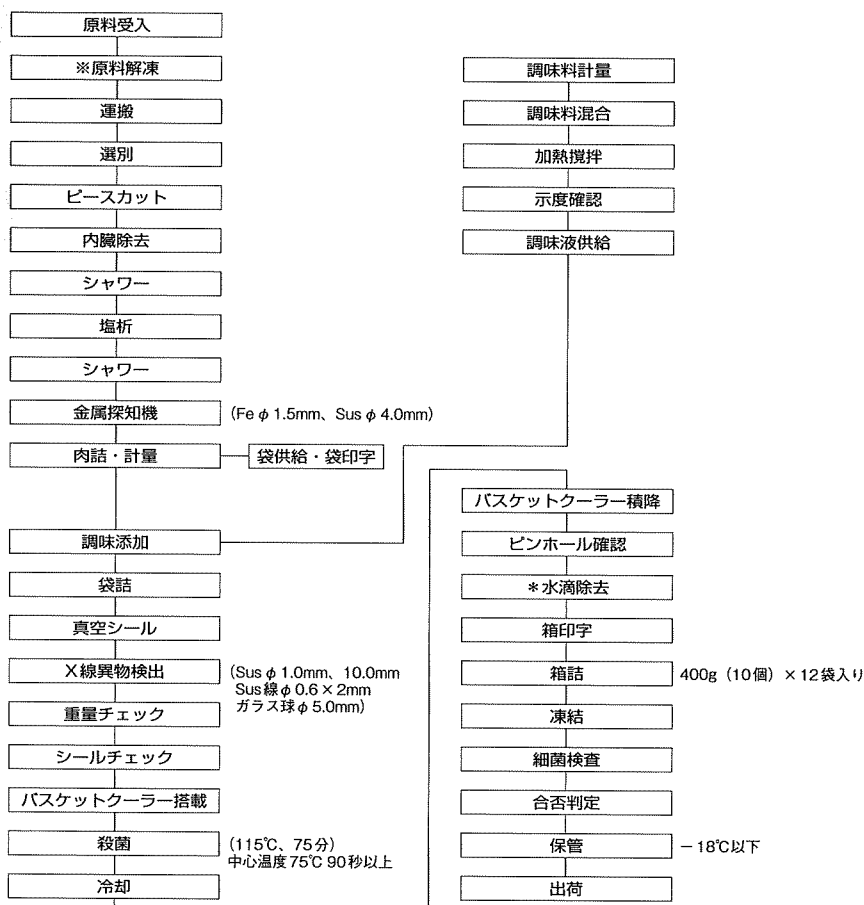 原料受入
※原料解凍
運搬
選別
ピースカット
内臓除去
シャワー
塩析
シャワー
金属探知機 (Fe φ 1.5mm、Sus φ 4.0mm)
肉詰・計量 袋供給・袋印字
調味添加
袋詰
真空シール
X線異物検出 (Sus φ 1.0mm、10.0mm
Sus線 φ 0.6 × 2mm
ガラス球 φ 5.0mm)
重量チェック
シールチェック
バスケットクーラー搭載
殺菌 (115℃、75分)
中心温度75℃ 90秒以上
冷却
調味料計量
調味料混合
加熱撹拌
示度確認
調味液供給
バスケットクーラー積降
ピンホール確認
*水滴除去
箱印字
箱詰 400g (10個) × 12袋入り
凍結
細菌検査
合否判定
保管 -18℃以下
出荷